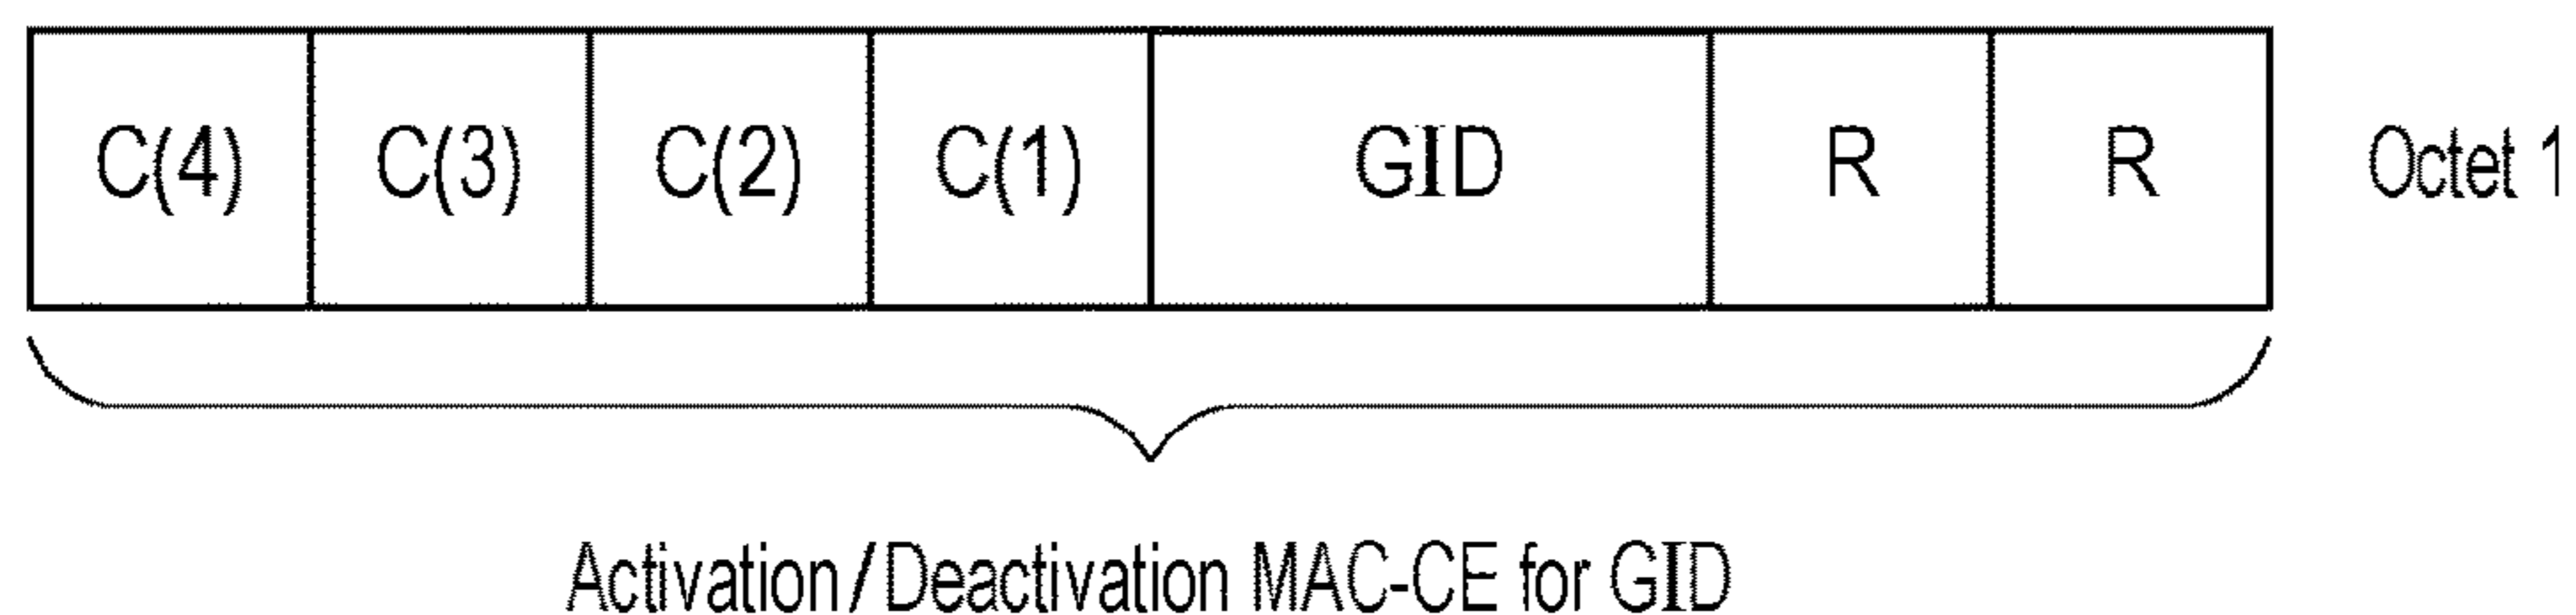 C(4) C(3) C(2) C(1) GID R R Octet 1
Activation/Deactivation MAC-CE for GID